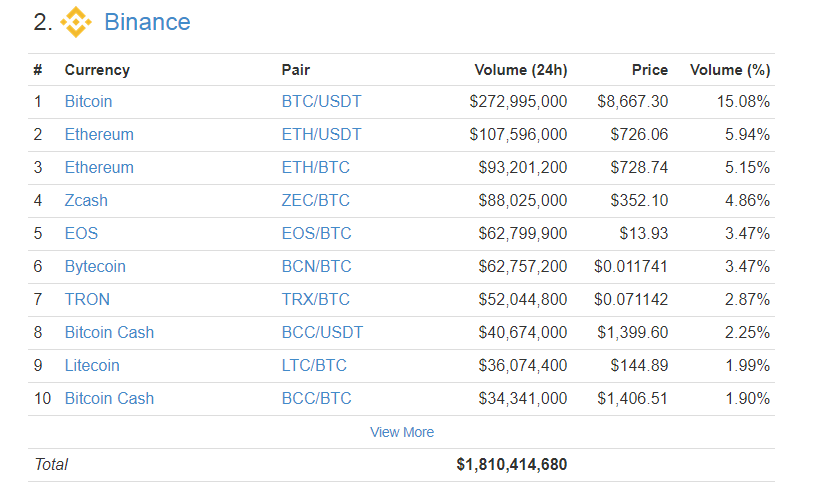 2. Binance
# Currency Pair Volume (24h) Price Volume (%)
1 Bitcoin BTC/USDT $272,995,000 $8,667.30 15.08%
2 Ethereum ETH/USDT $107,596,000 $726.06 5.94%
3 Ethereum ETH/BTC $93,201,200 $728.74 5.15%
4 Zcash ZEC/BTC $88,025,000 $352.10 4.86%
5 EOS EOS/BTC $62,799,900 $13.93 3.47%
6 Bytecoin BCN/BTC $62,757,200 $0.011741 3.47%
7 TRON TRX/BTC $52,044,800 $0.071142 2.87%
8 Bitcoin Cash BCC/USDT $40,674,000 $1,399.60 2.25%
9 Litecoin LTC/BTC $36,074,400 $144.89 1.99%
10 Bitcoin Cash BCC/BTC $34,341,000 $1,406.51 1.90%
View More
Total $1,810,414,680